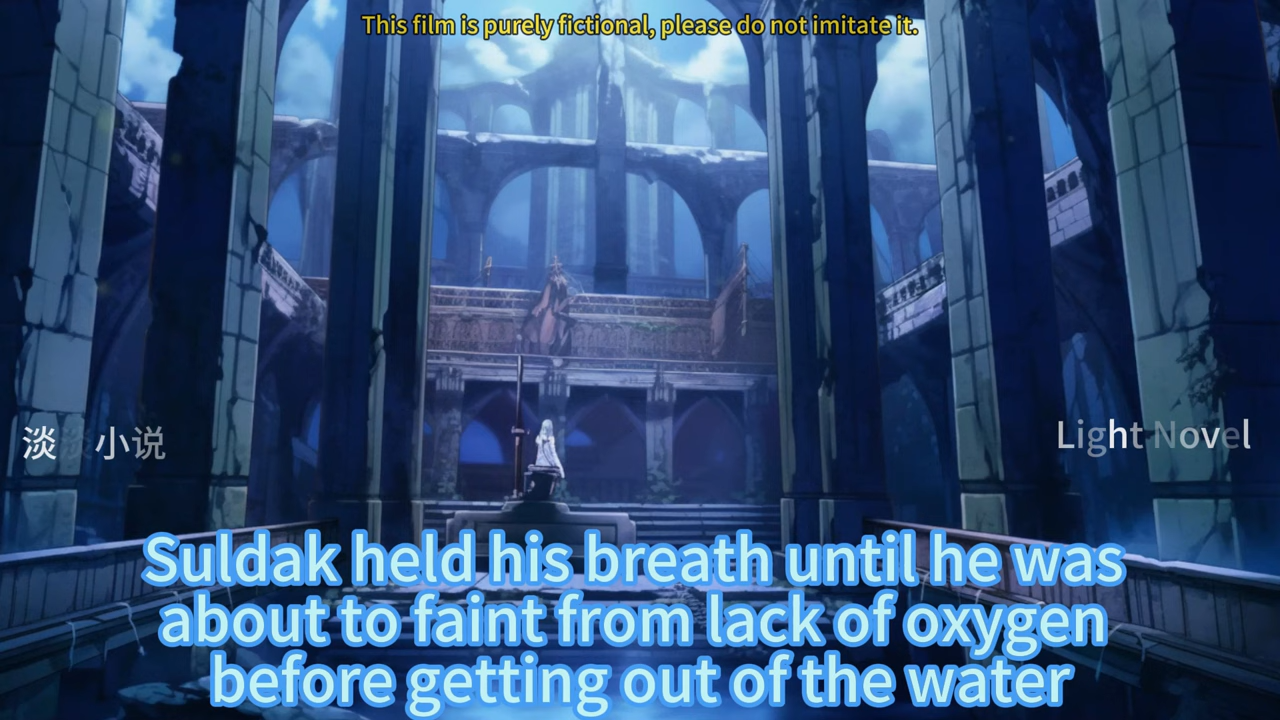 This film is purely fictional, please do not imitate it.
淡淡小说
Light Novel
Suldak held his breath until he was
about to faint from lack of oxygen
before getting out of the water